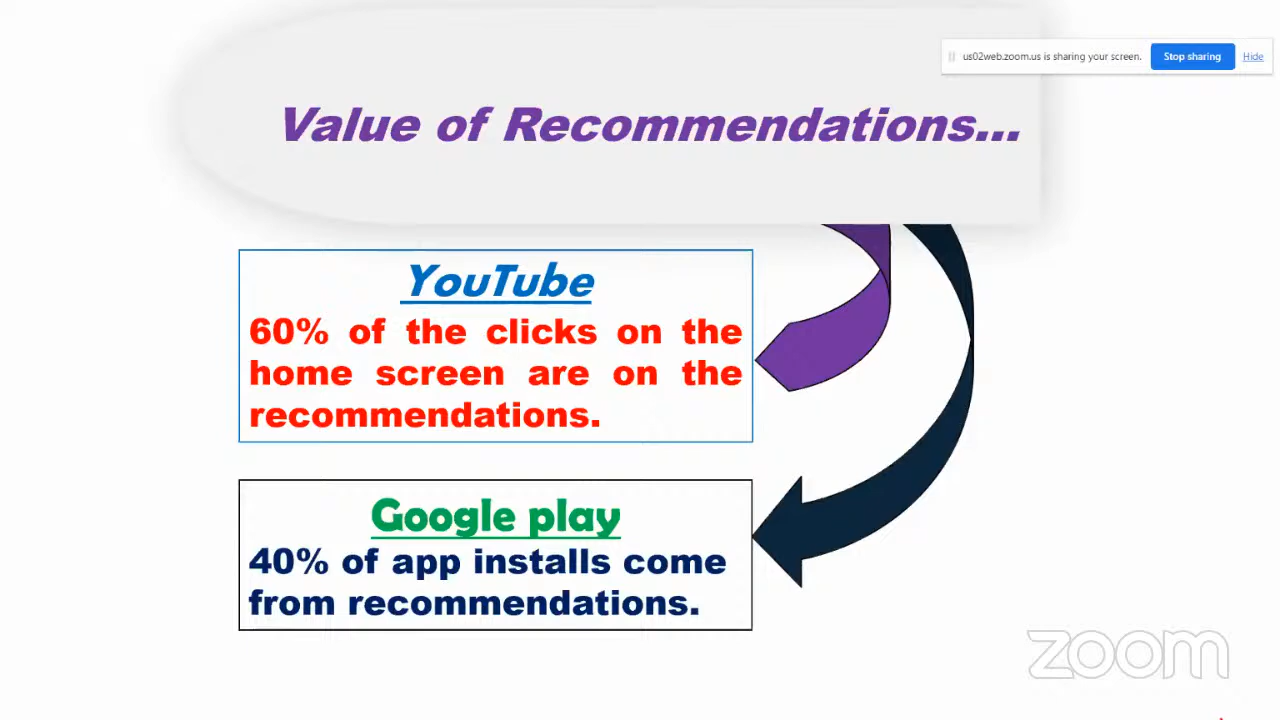 us02web.zoom.us is sharing your screen. Stop sharing Hide
Value of Recommendations...
YouTube
60% of the clicks on the
home screen are on the
recommendations.
Google play
40% of app installs come
from recommendations.
zoom